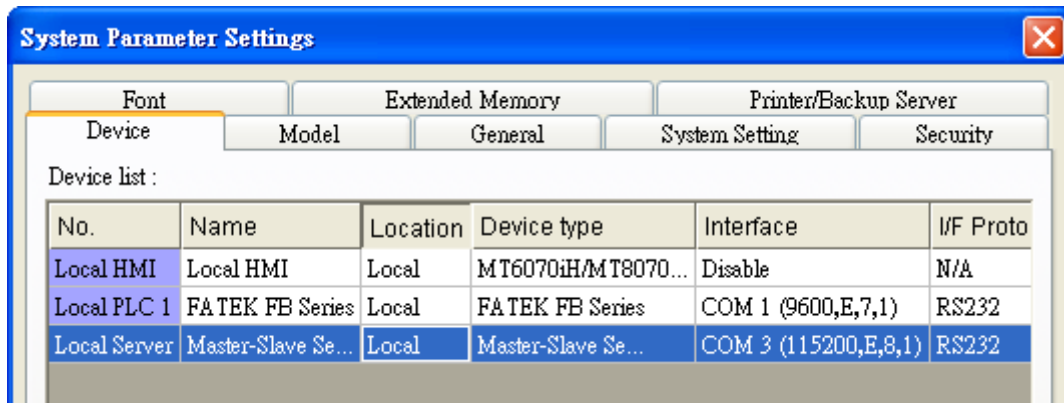 System Parameter Settings
Font Extended Memory Printer/Backup Server
Device Model General System Setting Security
Device list :
No. Name Location Device type Interface I/F Proto
Local HMI Local HMI Local MT6070iH/MT8070... Disable N/A
Local PLC 1 FATEK FB Series Local FATEK FB Series COM 1 (9600,E,7,1) RS232
Local Server Master-Slave Se... Local Master-Slave Se... COM 3 (115200,E,8,1) RS232